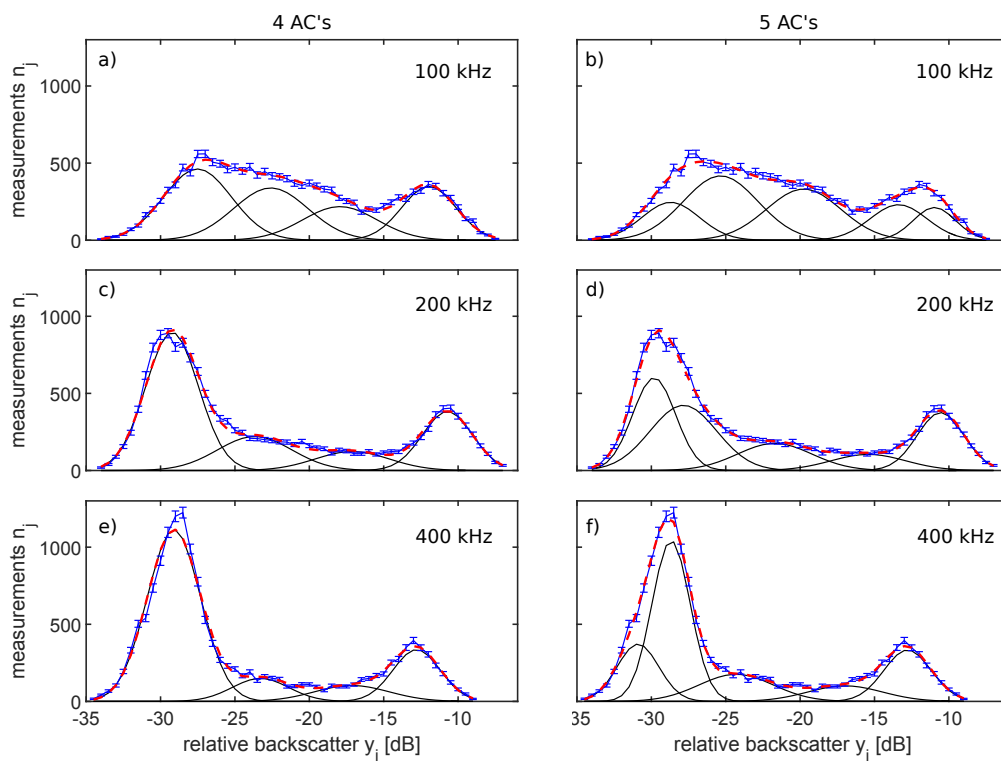 4 AC's 5 AC's
a) 100 kHz b) 100 kHz
measurements n_j
1000
500
0
c) 200 kHz d) 200 kHz
measurements n_j
1000
500
0
e) 400 kHz f) 400 kHz
measurements n_j
1000
500
0
35 -30 -25 -20 -15 -10 35 -30 -25 -20 -15 -10
relative backscatter y_j [dB] relative backscatter y_j [dB]